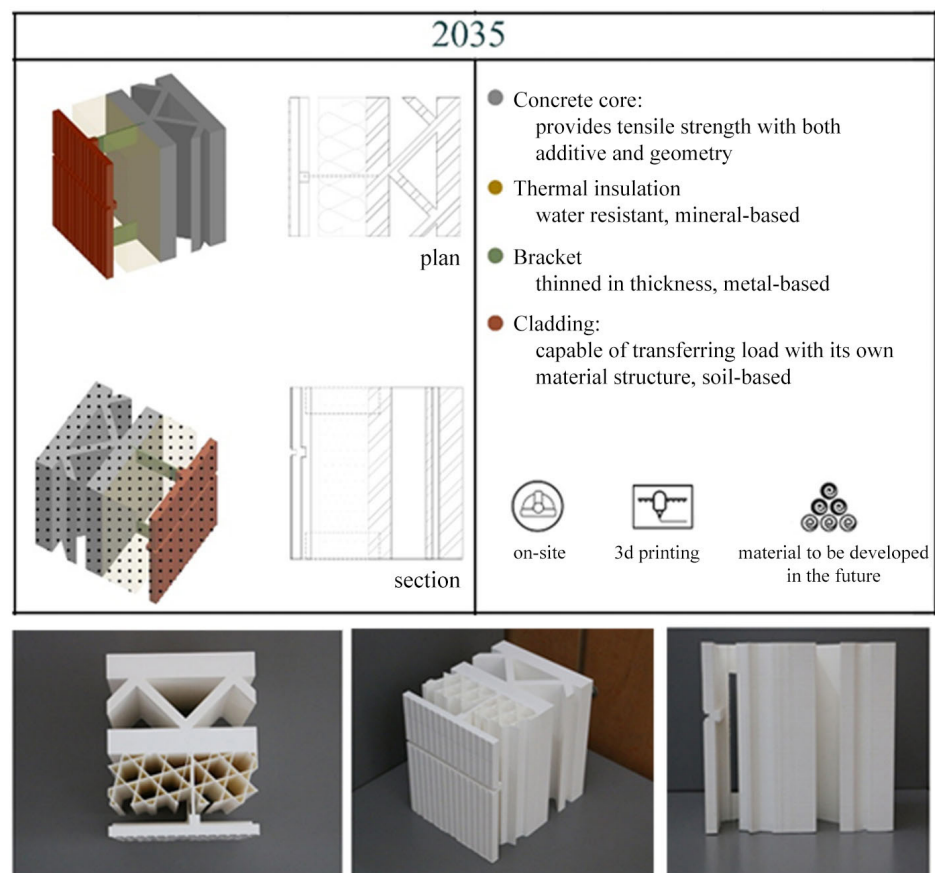 2035
plan
section
Concrete core:
provides tensile strength with both
additive and geometry
Thermal insulation
water resistant, mineral-based
Bracket
thinned in thickness, metal-based
Cladding:
capable of transferring load with its own
material structure, soil-based
on-site
3d printing
material to be developed
in the future